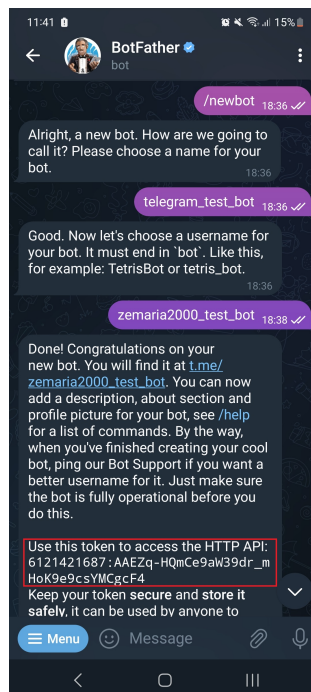 11:41
15%
BotFather
bot
/newbot 18:36
Alright, a new bot. How are we going to
call it? Please choose a name for your
bot.
18:36
telegram_test_bot 18:36
Good. Now let's choose a username for
your bot. It must end in `bot`. Like this,
for example: TetrisBot or tetris_bot.
18:36
zemaria2000_test_bot 18:38
Done! Congratulations on your
new bot. You will find it at t.me/
zemaria2000_test_bot. You can now
add a description, about section and
profile picture for your bot, see /help
for a list of commands. By the way,
when you've finished creating your cool
bot, ping our Bot Support if you want a
better username for it. Just make sure
the bot is fully operational before you
do this.
Use this token to access the HTTP API:
6121421687:AAEZq-HQmCe9aW39dr_m
HoK9e9csYMCgcF4
Keep your token secure and store it
safely, it can be used by anyone to
Menu
Message